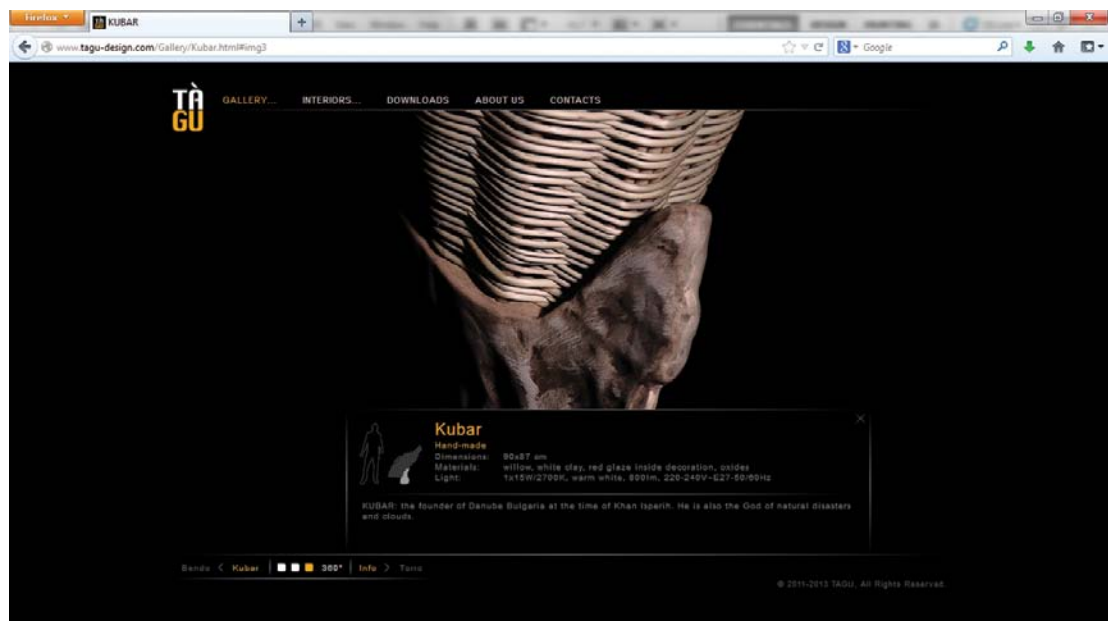 Firefox
KUBAR
www.tagu-design.com/Gallery/Kubar.html#img3
Google
TÀ
GU
GALLERY...
INTERIORS...
DOWNLOADS
ABOUT US
CONTACTS
Kubar
Hand-made
Dimensions: 90x87 cm
Materials: willow, white clay, red glaze inside decoration, oxides
Light: 1x15W/2700K, warm white, 800lm, 220-240V~E27-50/60Hz
KUBAR: the founder of Danube Bulgaria at the time of Khan Isperih. He is also the God of natural disasters
and clouds.
Bendo < Kubar 360° Info > Torro
© 2011-2013 TAGU, All Rights Reserved.